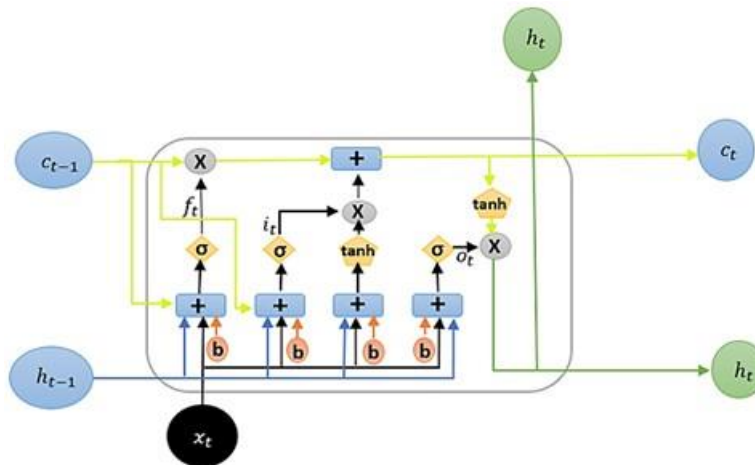 h_t
c_{t-1}
X
+
c_t
f_t
i_t
X
tanh
σ
σ
tanh
σ
o_t
X
+
+
+
+
b
b
b
b
h_{t-1}
h_t
x_t